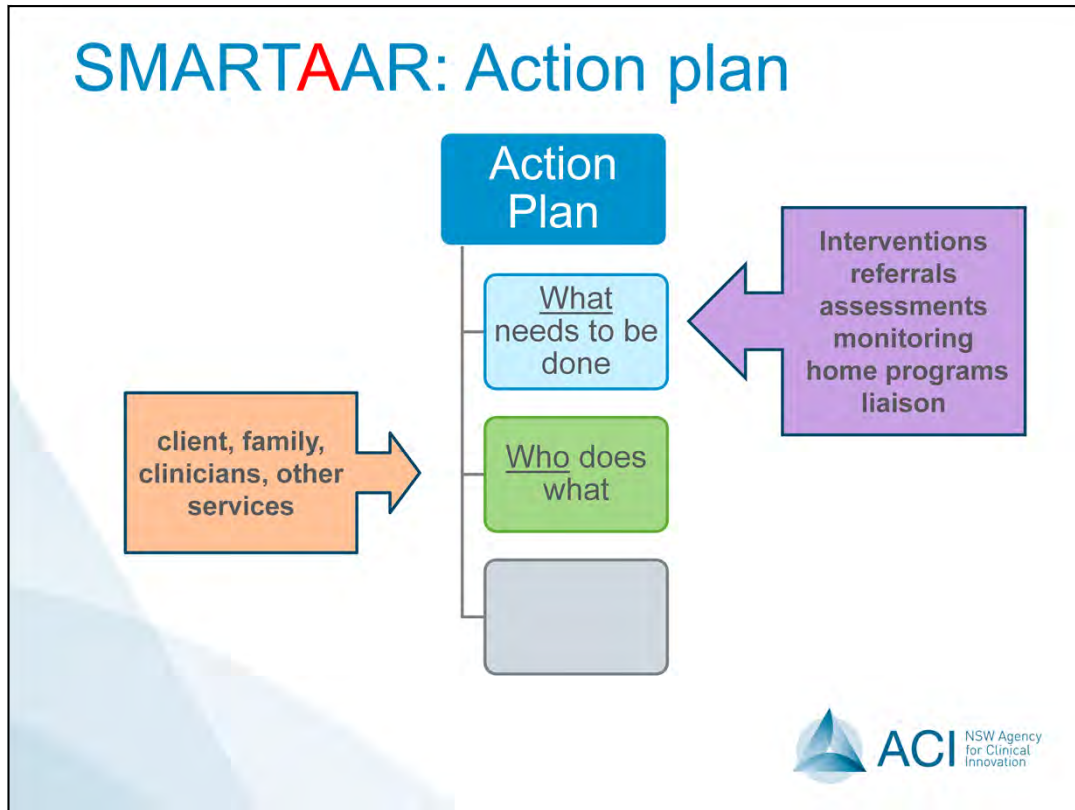 SMARTAAR: Action plan
Action
Plan
What
needs to be
done
Interventions
referrals
assessments
monitoring
home programs
liaison
client, family,
clinicians, other
services
Who does
what
ACI
NSW Agency
for Clinical
Innovation